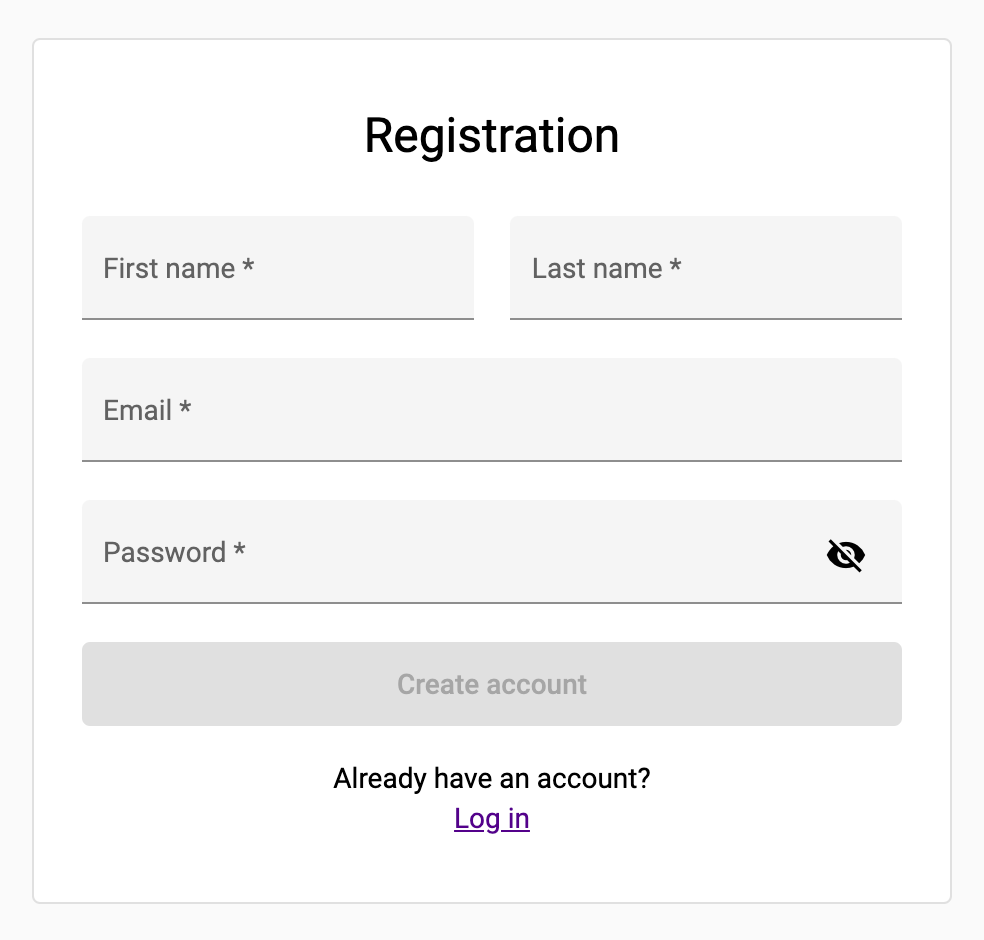 Registration
First name *
Last name *
Email *
Password *
Create account
Already have an account?
Log in